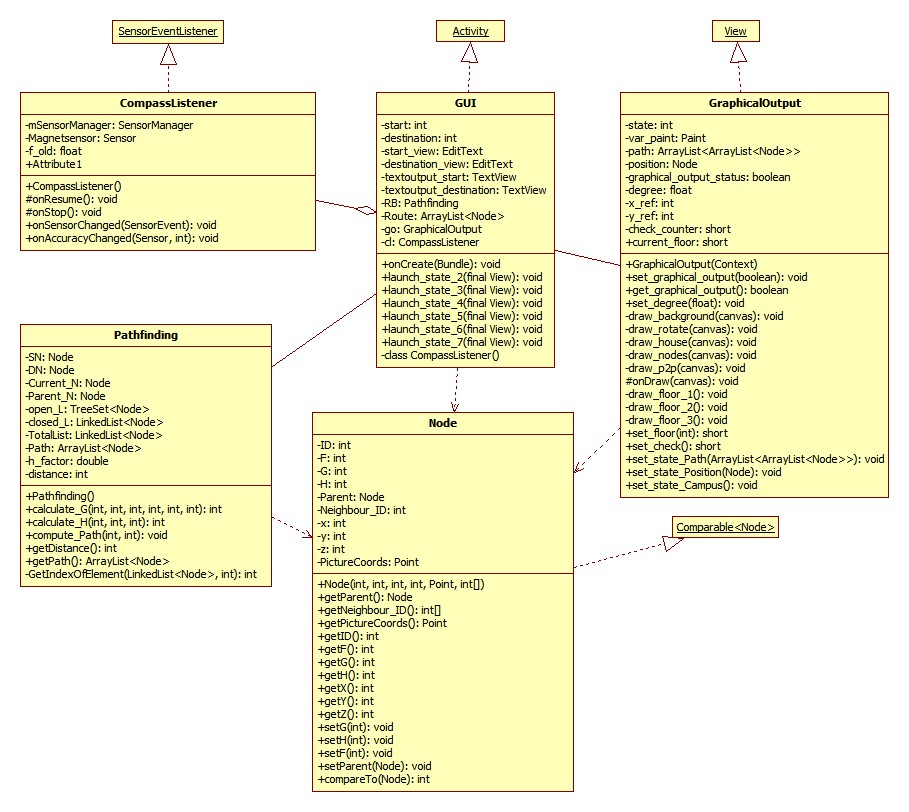 SensorEventListener
Activity
View
CompassListener
-mSensorManager: SensorManager
-Magnetsensor: Sensor
-f_old: float
+Attribute1
+CompassListener()
#onResume(): void
#onStop(): void
+onSensorChanged(SensorEvent): void
+onAccuracyChanged(Sensor, int): void
GUI
-start: int
-destination: int
-start_view: EditText
-destination_view: EditText
-textoutput_start: TextView
-textoutput_destination: TextView
-RB: Pathfinding
-Route: ArrayList<Node>
-go: GraphicalOutput
-cl: CompassListener
+onCreate(Bundle): void
+launch_state_2(final View): void
+launch_state_3(final View): void
+launch_state_4(final View): void
+launch_state_5(final View): void
+launch_state_6(final View): void
+launch_state_7(final View): void
-class CompassListener()
GraphicalOutput
-state: int
-var_paint: Paint
-path: ArrayList<ArrayList<Node>>
-position: Node
-graphical_output_status: boolean
-degree: float
-x_ref: int
-y_ref: int
-check_counter: short
+current_floor: short
+GraphicalOutput(Context)
+set_graphical_output(boolean): void
+get_graphical_output(): boolean
+set_degree(float): void
-draw_background(canvas): void
-draw_rotate(canvas): void
-draw_house(canvas): void
-draw_nodes(canvas): void
-draw_p2p(canvas): void
#onDraw(canvas): void
-draw_floor_1(): void
-draw_floor_2(): void
-draw_floor_3(): void
+set_floor(int): short
+set_check(): short
+set_state_Path(ArrayList<ArrayList<Node>>): void
+set_state_Position(Node): void
+set_state_Campus(): void
Pathfinding
-SN: Node
-DN: Node
-Current_N: Node
-Parent_N: Node
-open_L: TreeSet<Node>
-closed_L: LinkedList<Node>
-TotalList: LinkedList<Node>
-Path: ArrayList<Node>
-h_factor: double
-distance: int
+Pathfinding()
+calculate_G(int, int, int, int, int, int): int
+calculate_H(int, int, int): int
+compute_Path(int, int): void
+getDistance(): int
+getPath(): ArrayList<Node>
-GetIndexOfElement(LinkedList<Node>, int): int
Node
-ID: int
-F: int
-G: int
-H: int
-Parent: Node
-Neighbour_ID: int
-x: int
-y: int
-z: int
-PictureCoords: Point
+Node(int, int, int, int, Point, int[])
+getParent(): Node
+getNeighbour_ID(): int[]
+getPictureCoords(): Point
+getID(): int
+getF(): int
+getG(): int
+getH(): int
+getX(): int
+getY(): int
+getZ(): int
+setG(int): void
+setH(int): void
+setF(int): void
+setParent(Node): void
+compareTo(Node): int
Comparable<Node>